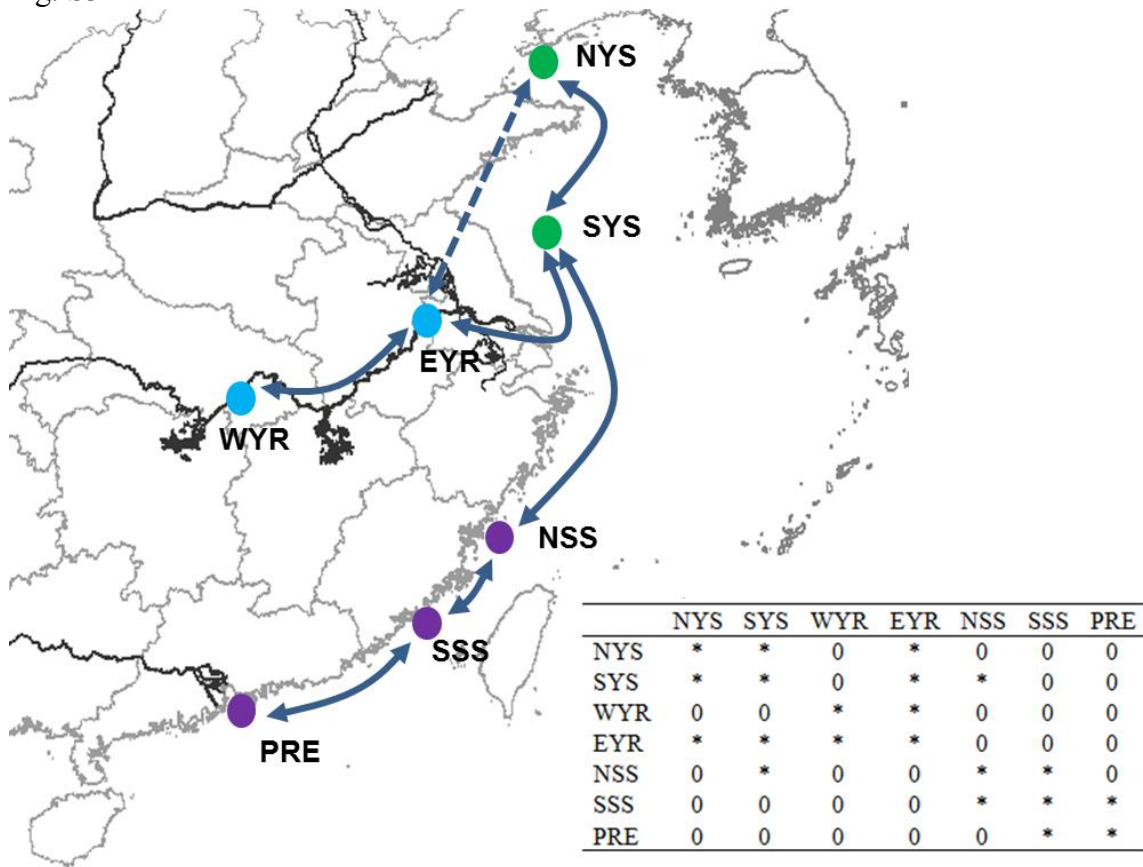 NYS
SYS
EYR
WYR
NSS
SSS
PRE
NYS SYS WYR EYR NSS SSS PRE
NYS * * 0 * 0 0 0
SYS * * 0 * * 0 0
WYR 0 0 * * 0 0 0
EYR * * * * 0 0 0
NSS 0 * 0 0 * * 0
SSS 0 0 0 0 * * *
PRE 0 0 0 0 0 * *